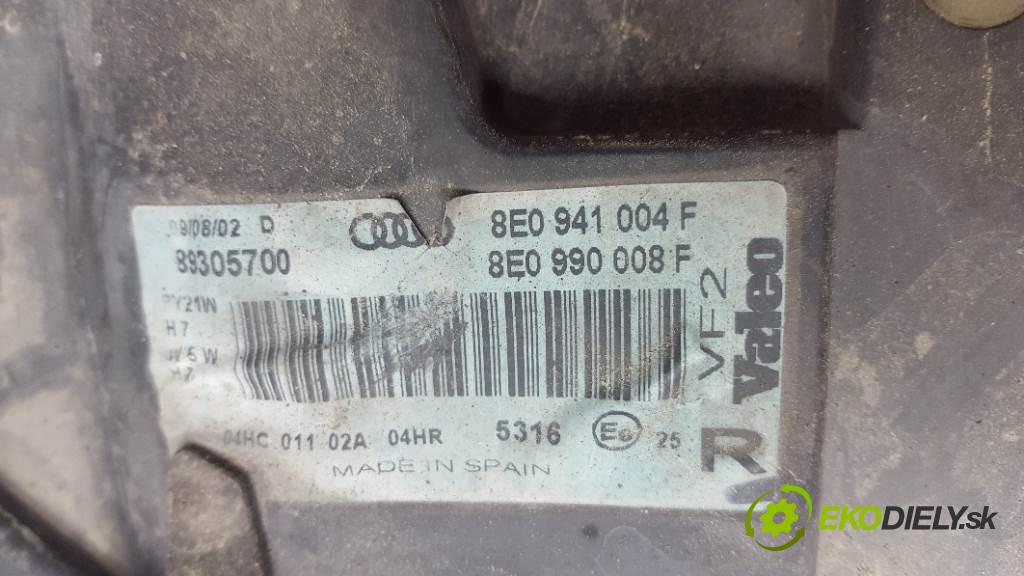 09/08/02 D
8E0 941 004 F
89305700
8E0 990 008 F
PY21W
H7
W5W
H7
VF2
Valeo
04HC 011 02A 04HR
5316
25
R
MADE IN SPAIN
EKODIELY.sk